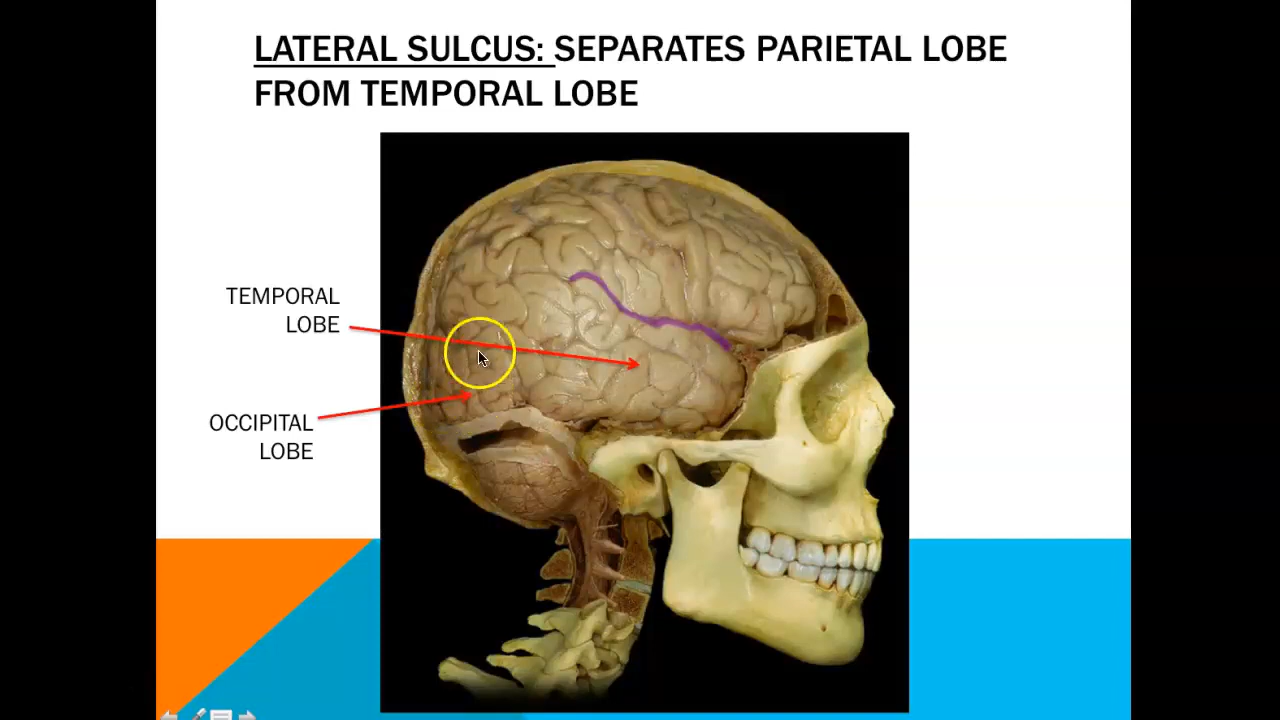 LATERAL SULCUS: SEPARATES PARIETAL LOBE
FROM TEMPORAL LOBE
TEMPORAL
LOBE
OCCIPITAL
LOBE